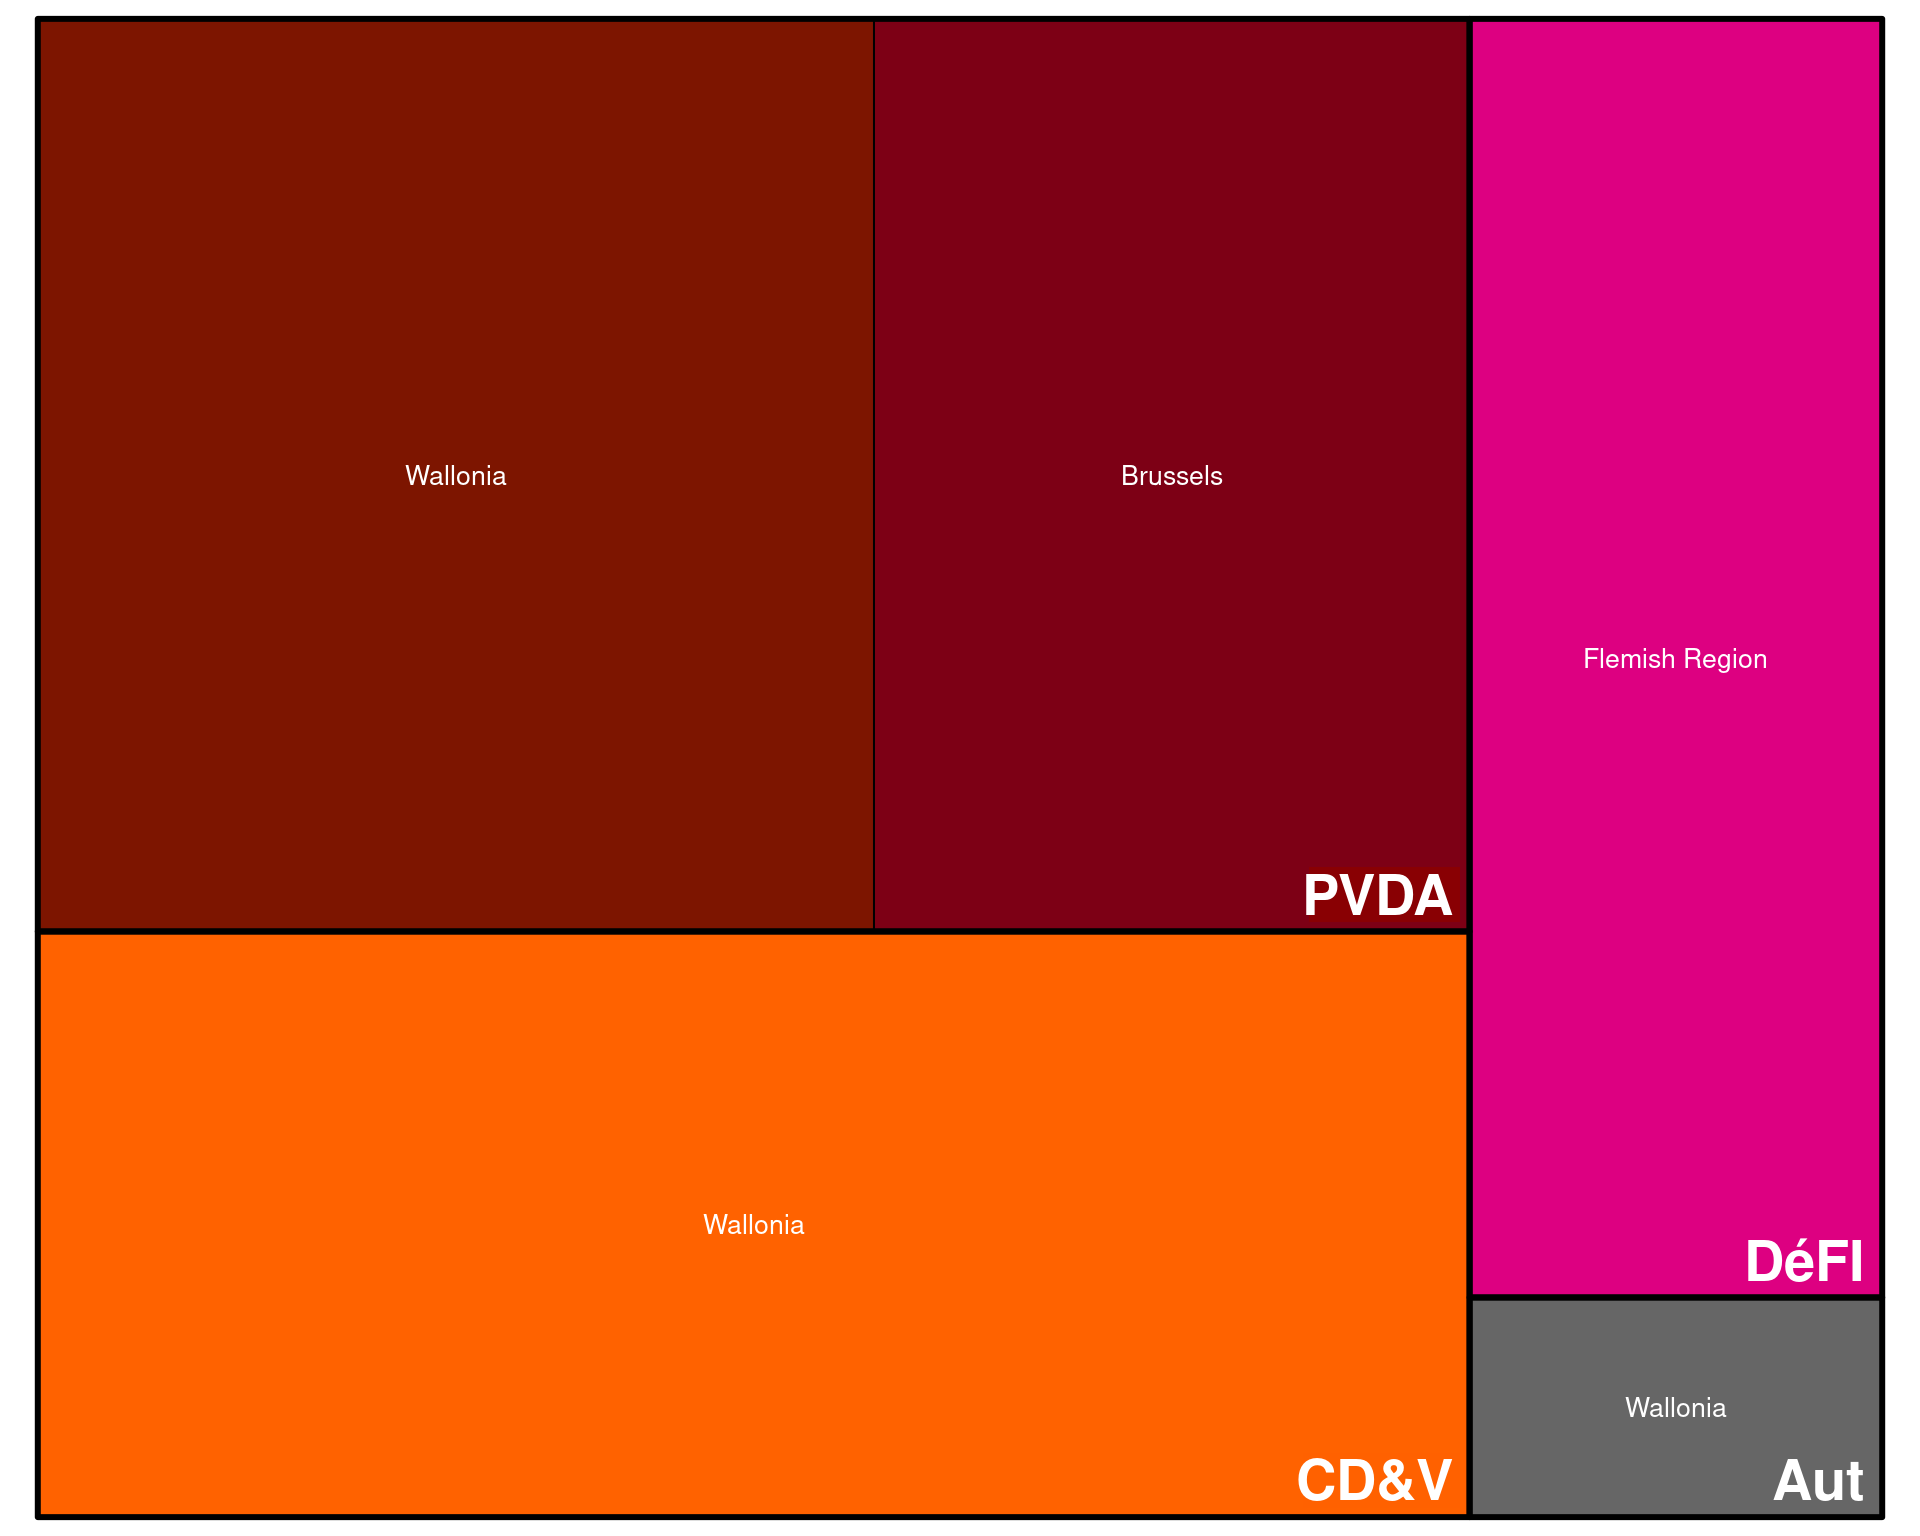 Wallonia
Brussels
PVDA
Flemish Region
DéFI
Wallonia
CD&V
Wallonia
Aut